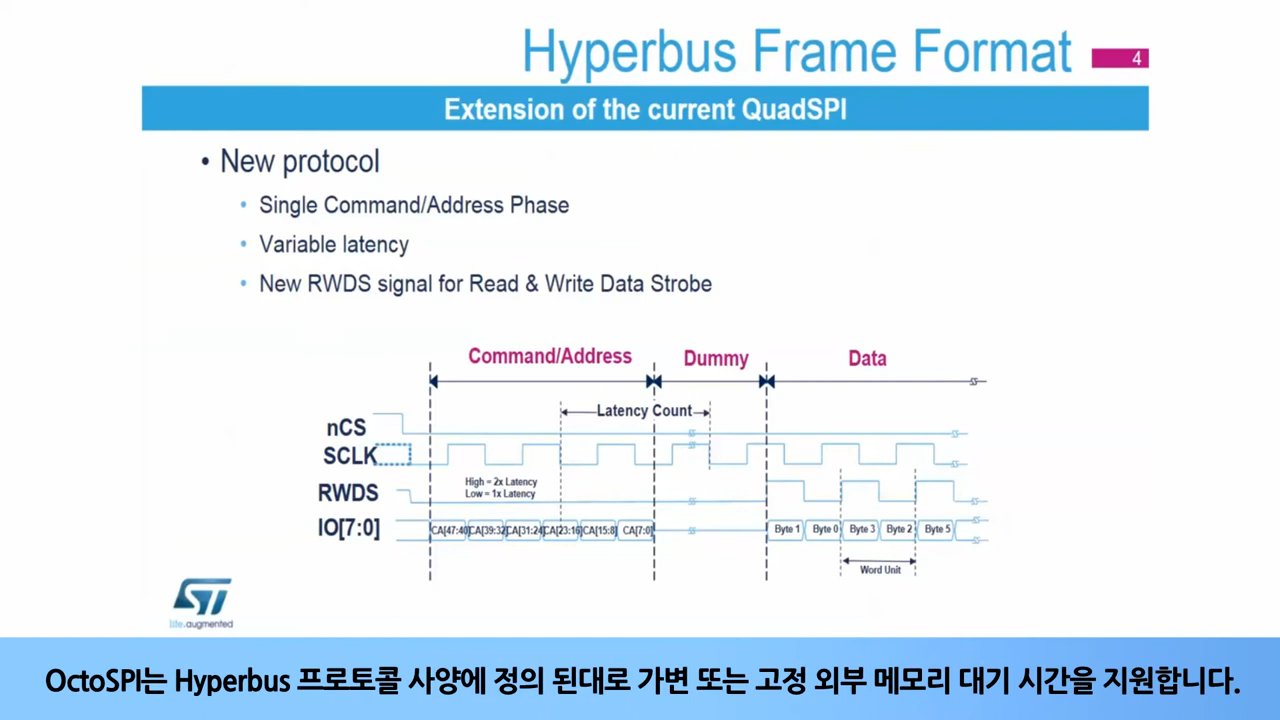 Hyperbus Frame Format
4
Extension of the current QuadSPI
• New protocol
• Single Command/Address Phase
• Variable latency
• New RWDS signal for Read & Write Data Strobe
Command/Address Dummy Data
Latency Count
nCS
SCLK
High = 2x Latency
Low = 1x Latency
RWDS
IO[7:0] CA[47:40] CA[39:32] CA[31:24] CA[23:16] CA[15:8] CA[7:0] Byte 1 Byte 0 Byte 3 Byte 2 Byte 5
Word Unit
ST
life.augmented
OctoSPI는 Hyperbus 프로토콜 사양에 정의 된대로 가변 또는 고정 외부 메모리 대기 시간을 지원합니다.